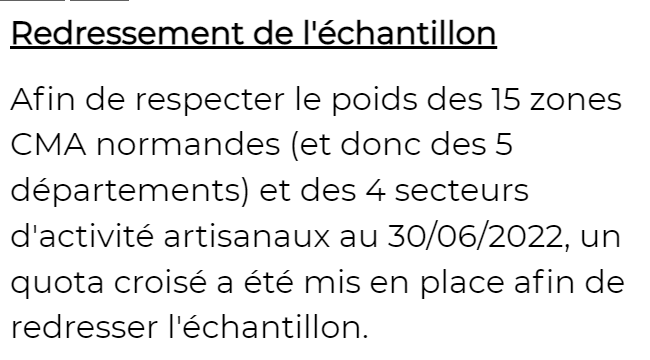 Redressement de l'échantillon
Afin de respecter le poids des 15 zones
CMA normandes (et donc des 5
départements) et des 4 secteurs
d'activité artisanaux au 30/06/2022, un
quota croisé a été mis en place afin de
redresser l'échantillon.